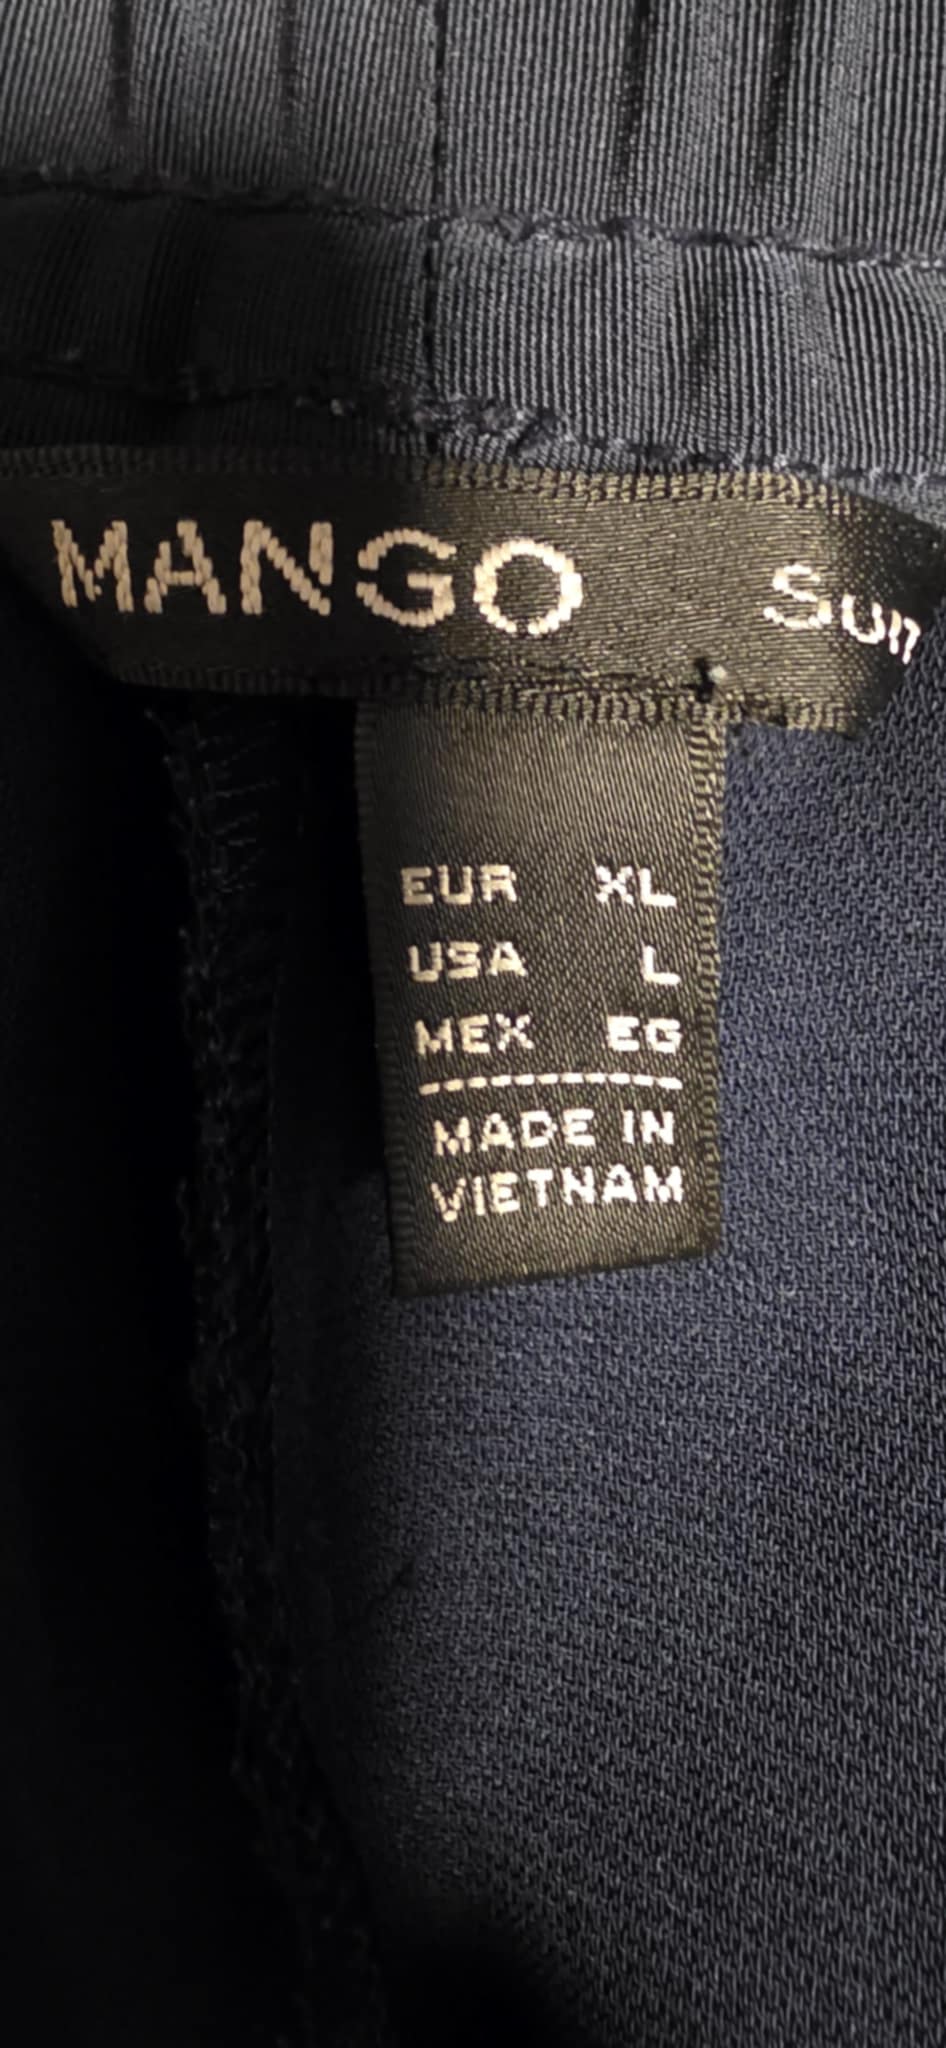 MANGO
EUR XL
USA L
MEX EG
MADE IN
VIETNAM